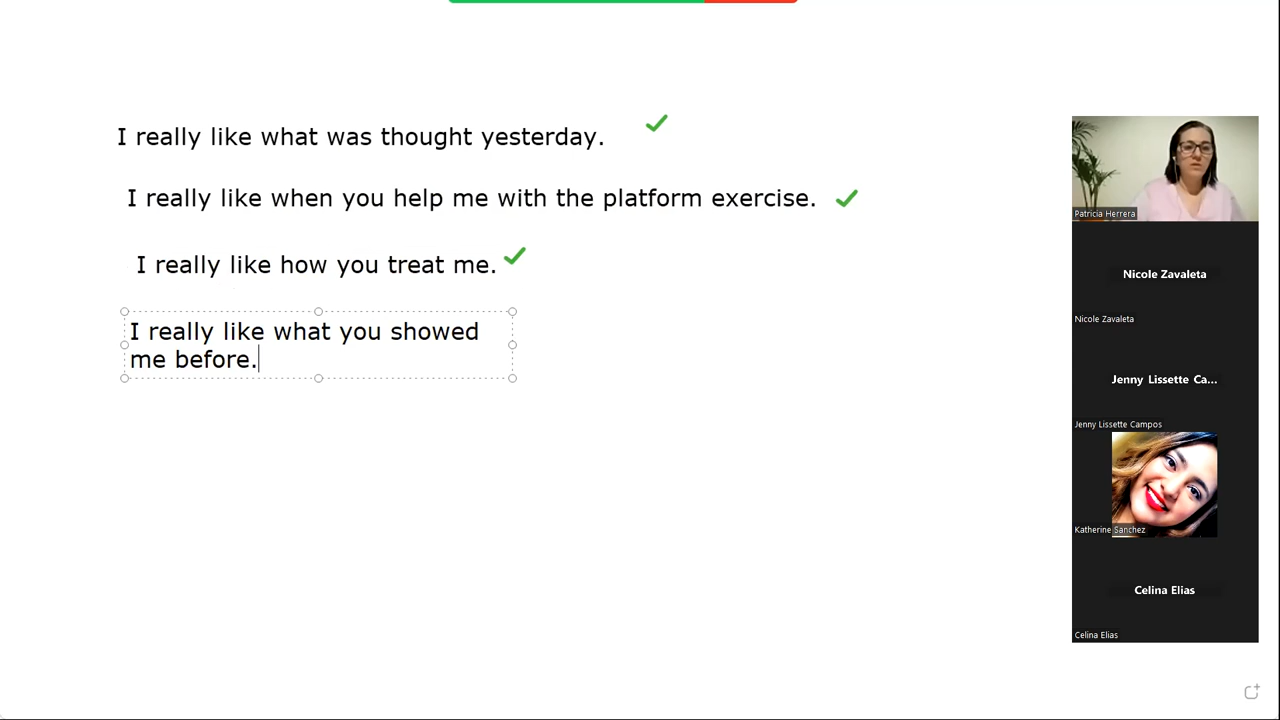 I really like what was thought yesterday.
I really like when you help me with the platform exercise.
I really like how you treat me.
I really like what you showed
me before.
Patricia Herrera
Nicole Zavaleta
Nicole Zavaleta
Jenny Lissette Ca...
Jenny Lissette Campos
Katherine Sanchez
Celina Elias
Celina Elias